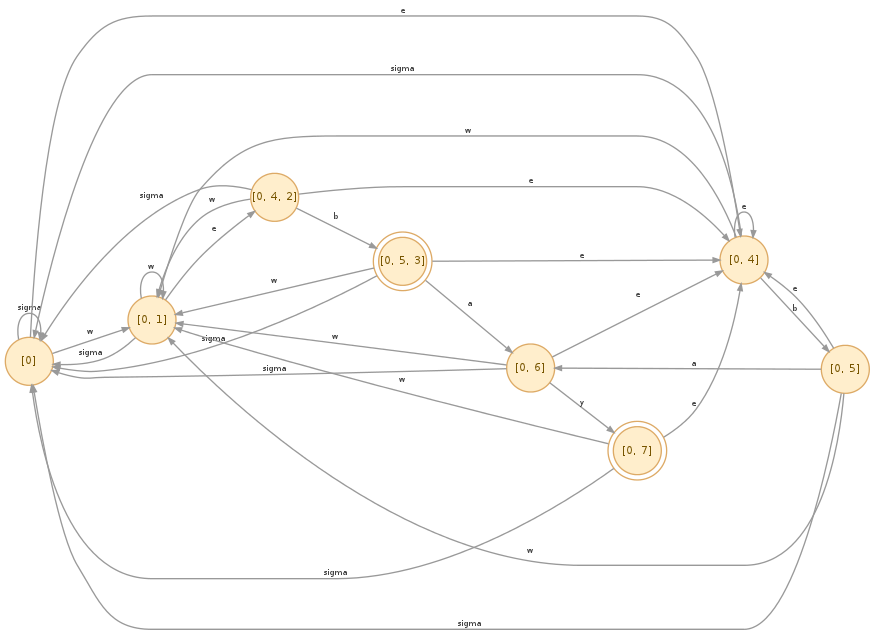 e
sigma
w
e
sigma
[0, 4, 2]
w
e
b
e
[0, 4]
e
[0, 5, 3]
w
w
a
e
e
b
sigma
[0, 1]
w
sigma
w
sigma
[0]
sigma
[0, 6]
a
[0, 5]
w
y
e
[0, 7]
w
sigma
sigma